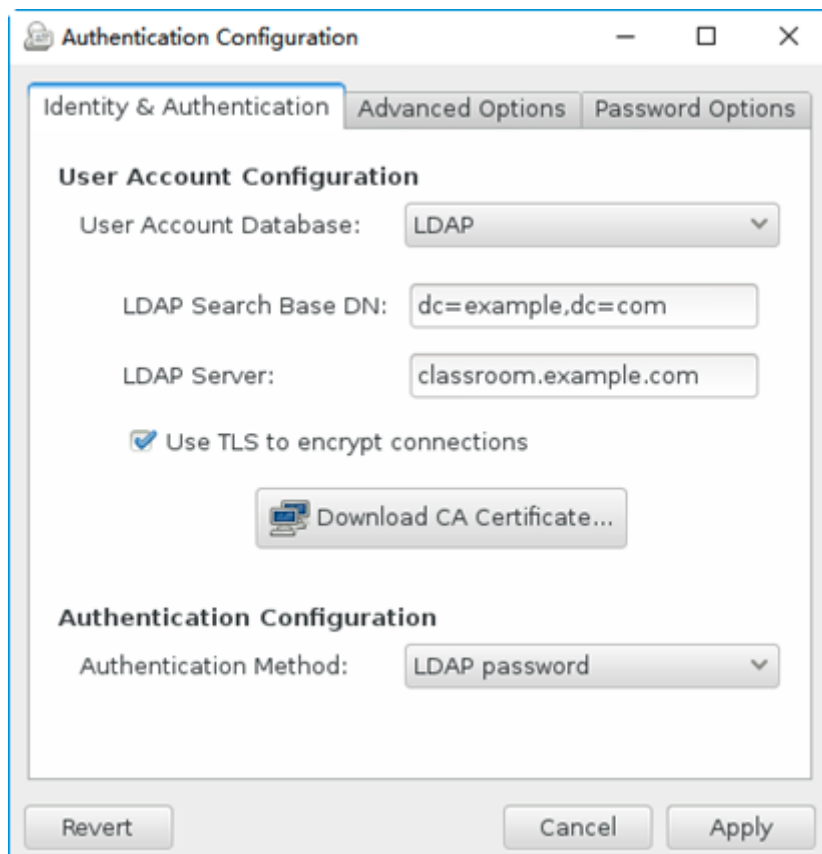 Authentication Configuration
Identity & Authentication Advanced Options Password Options
User Account Configuration
User Account Database: LDAP
LDAP Search Base DN: dc=example,dc=com
LDAP Server: classroom.example.com
Use TLS to encrypt connections
Download CA Certificate...
Authentication Configuration
Authentication Method: LDAP password
Revert Cancel Apply